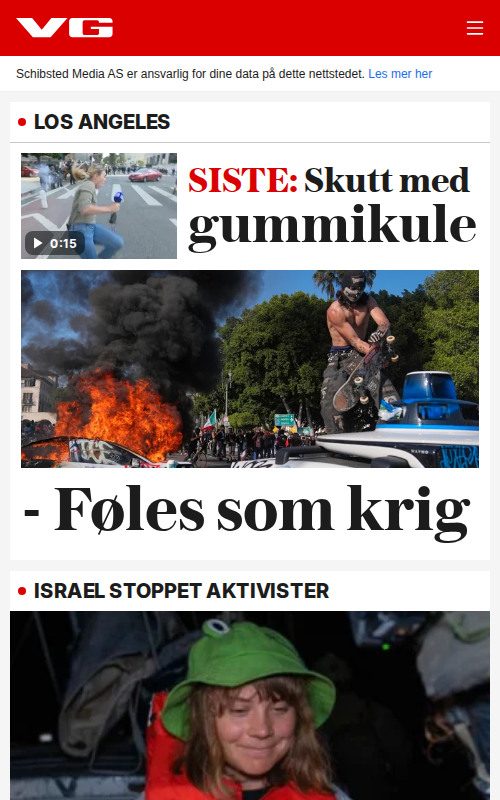 VG
Schibsted Media AS er ansvarlig for dine data på dette nettstedet. Les mer her
LOS ANGELES
0:15
SISTE: Skutt med
gummikule
- Føles som krig
ISRAEL STOPPET AKTIVISTER